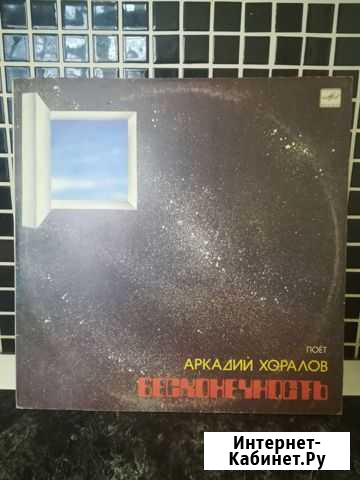 ПОЁТ
АРКАДИЙ ХОРАЛОВ
БЕСКОНЕЧНОСТЬ
Интернет-
Кабинет.Ру